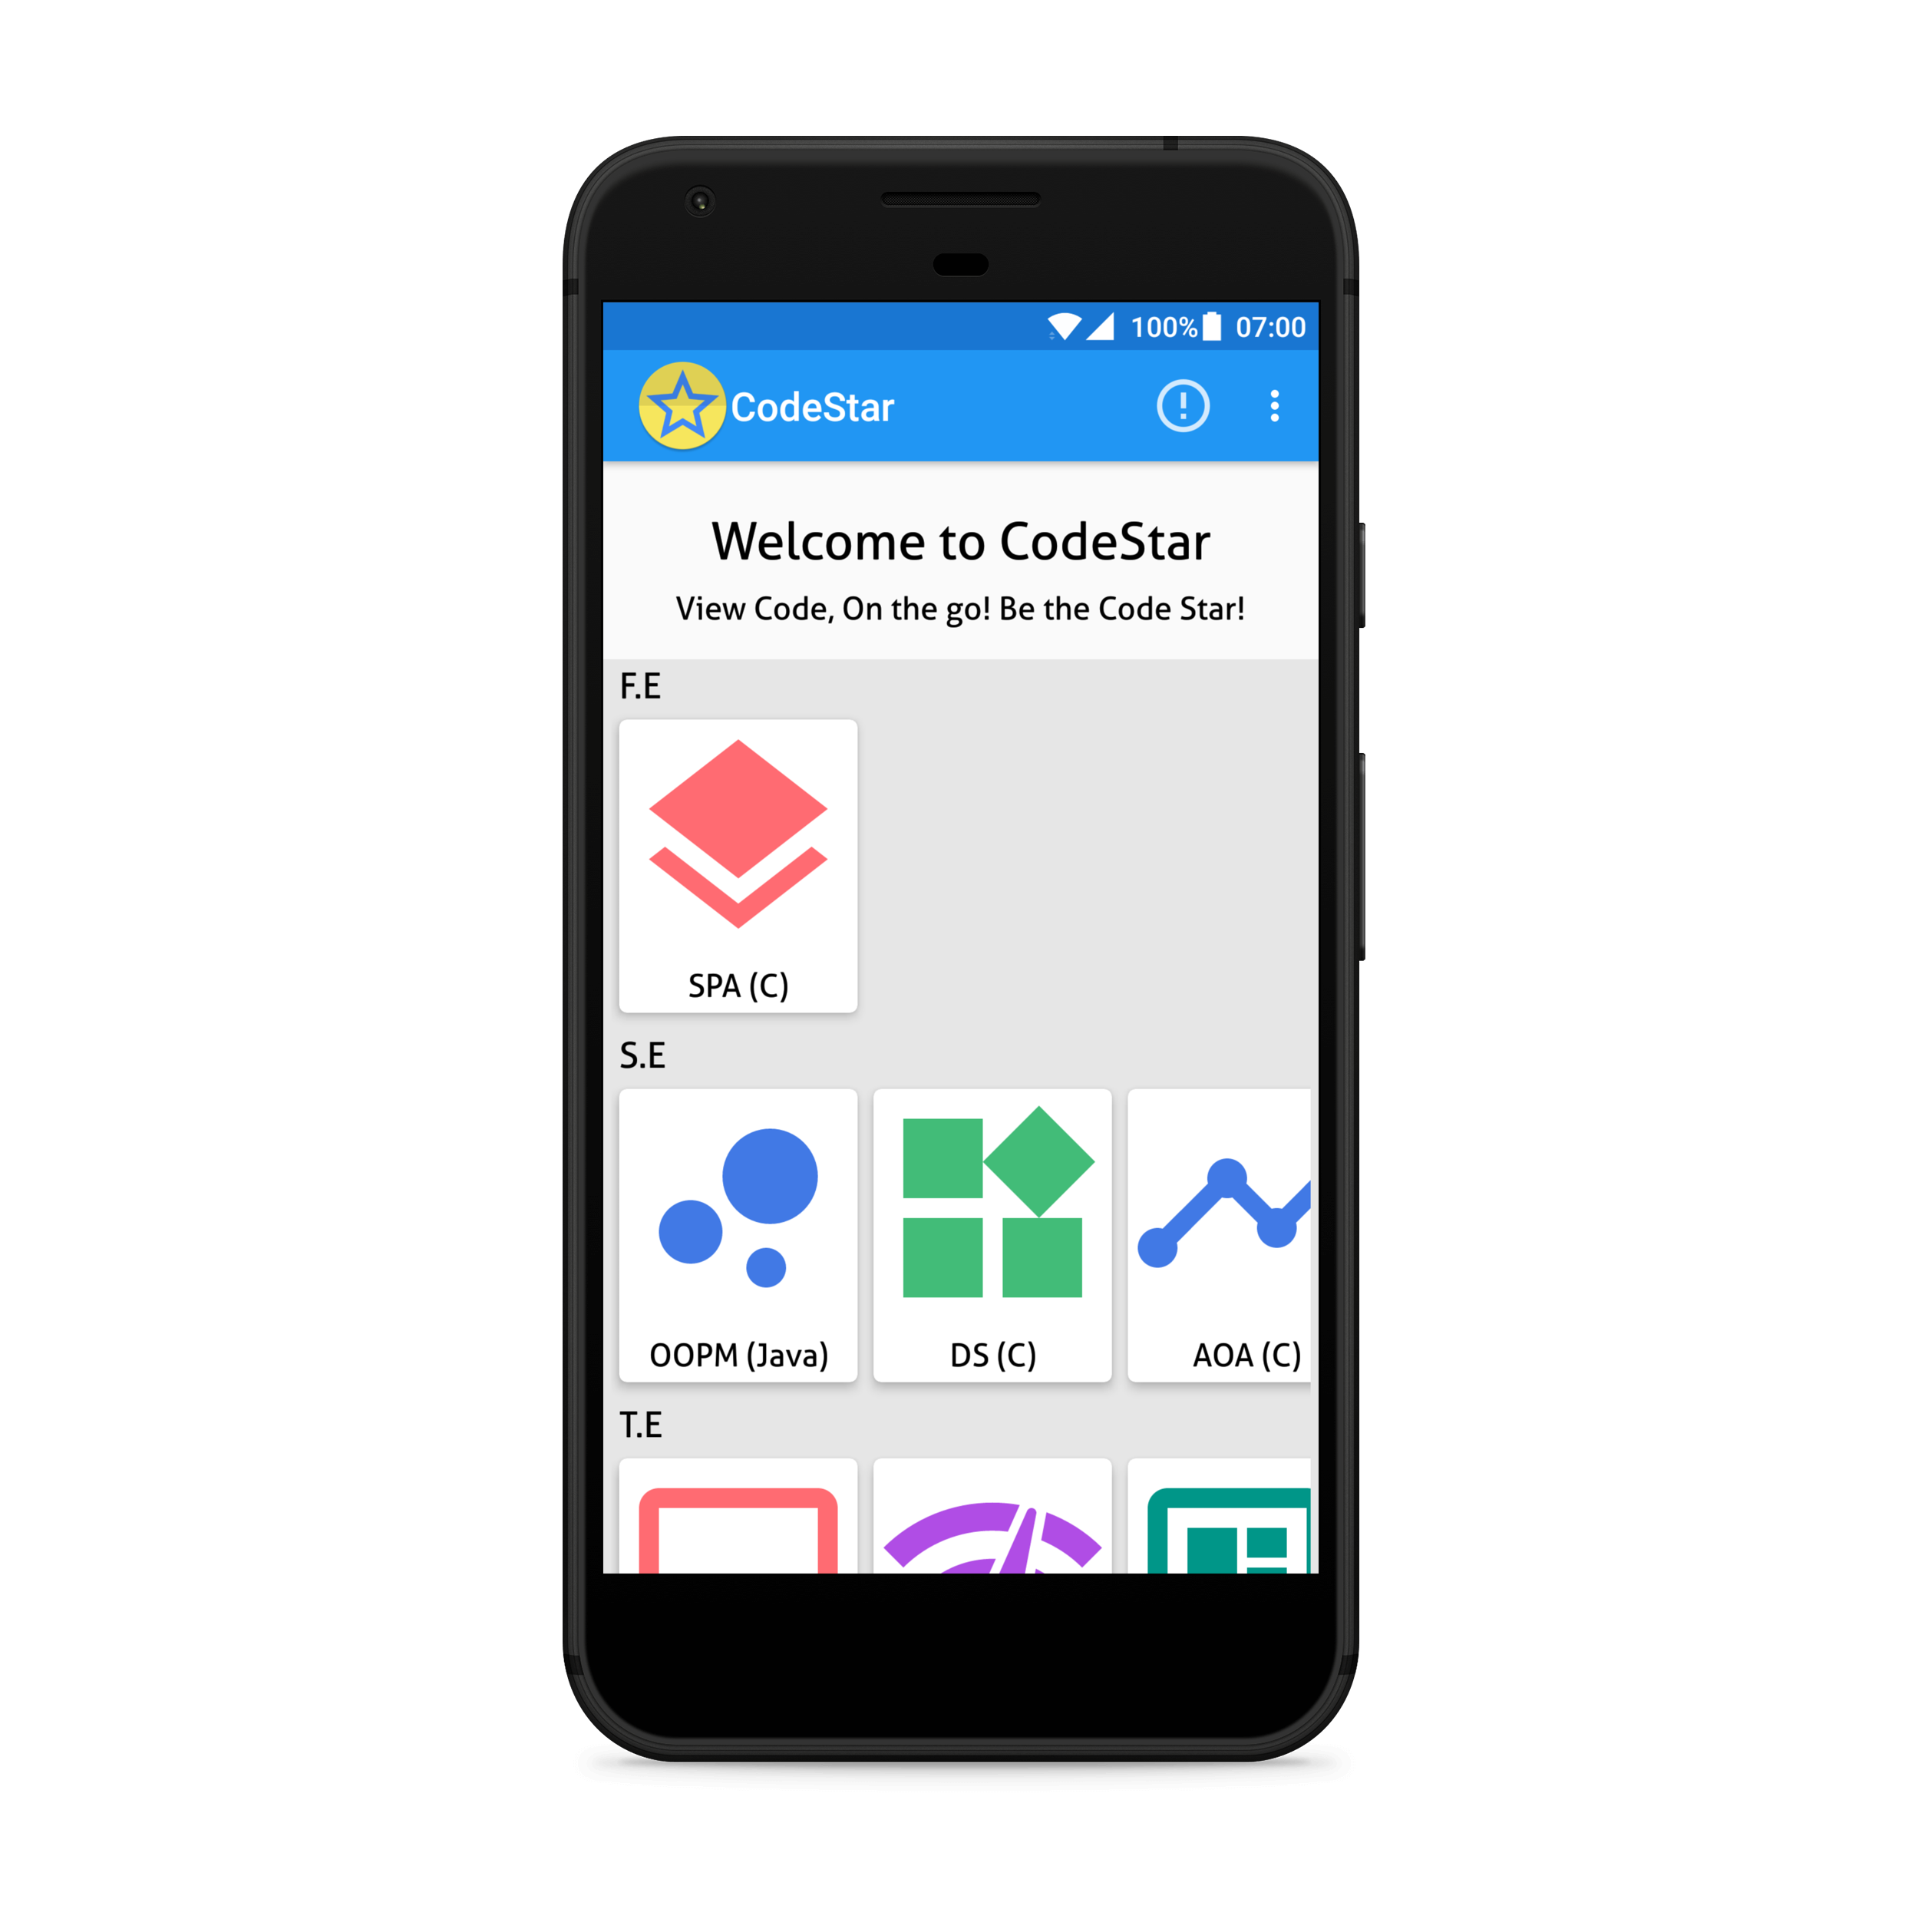 100% 07:00
CodeStar
Welcome to CodeStar
View Code, On the go! Be the Code Star!
F.E
SPA (C)
S.E
OOPM (Java) DS (C) AOA (C)
T.E